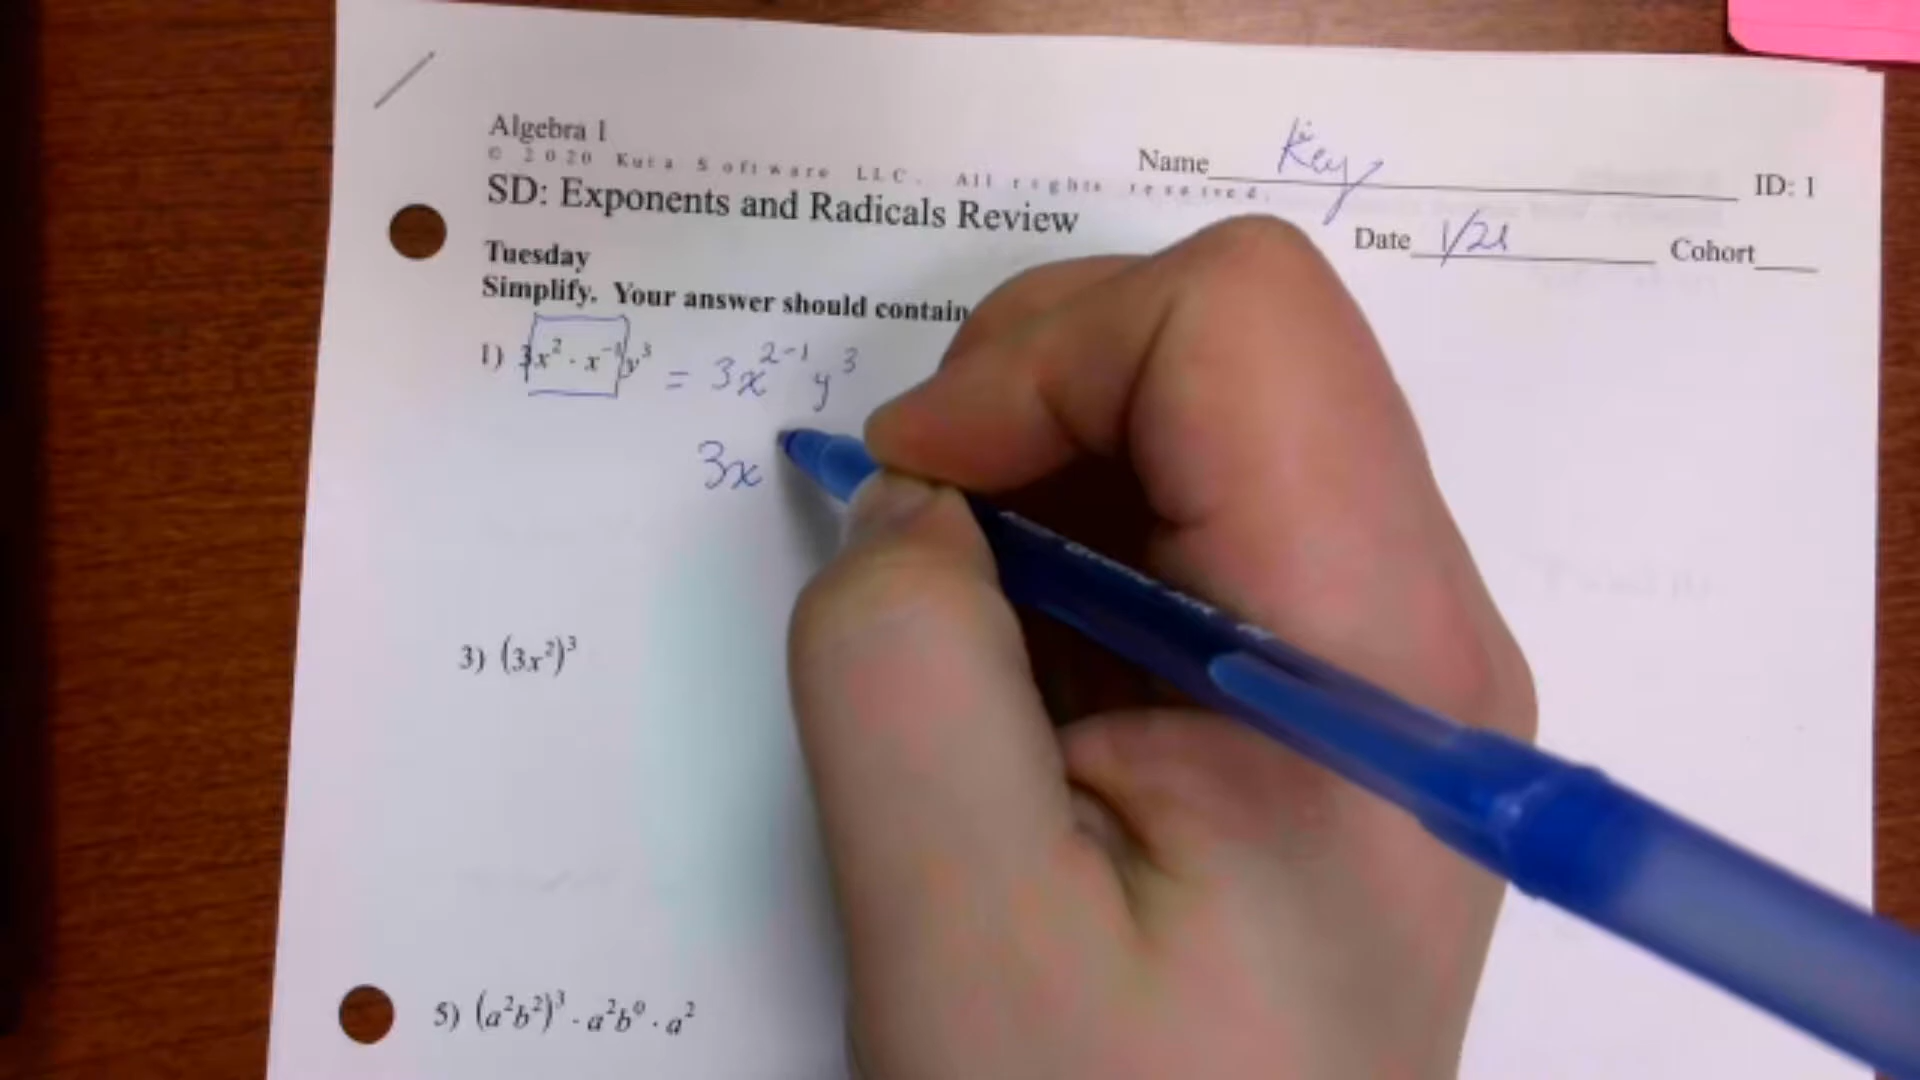 Algebra 1
© 2020 Kuta Software LLC. All rights reserved.
Name Key ID: 1
SD: Exponents and Radicals Review
Date 1/21 Cohort
Tuesday
Simplify. Your answer should contain
1) 3x² · x⁻¹y³ = 3x²⁻¹y³
3x
3) (3x²)³
5) (a²b²)³ · a²b⁰ · a²